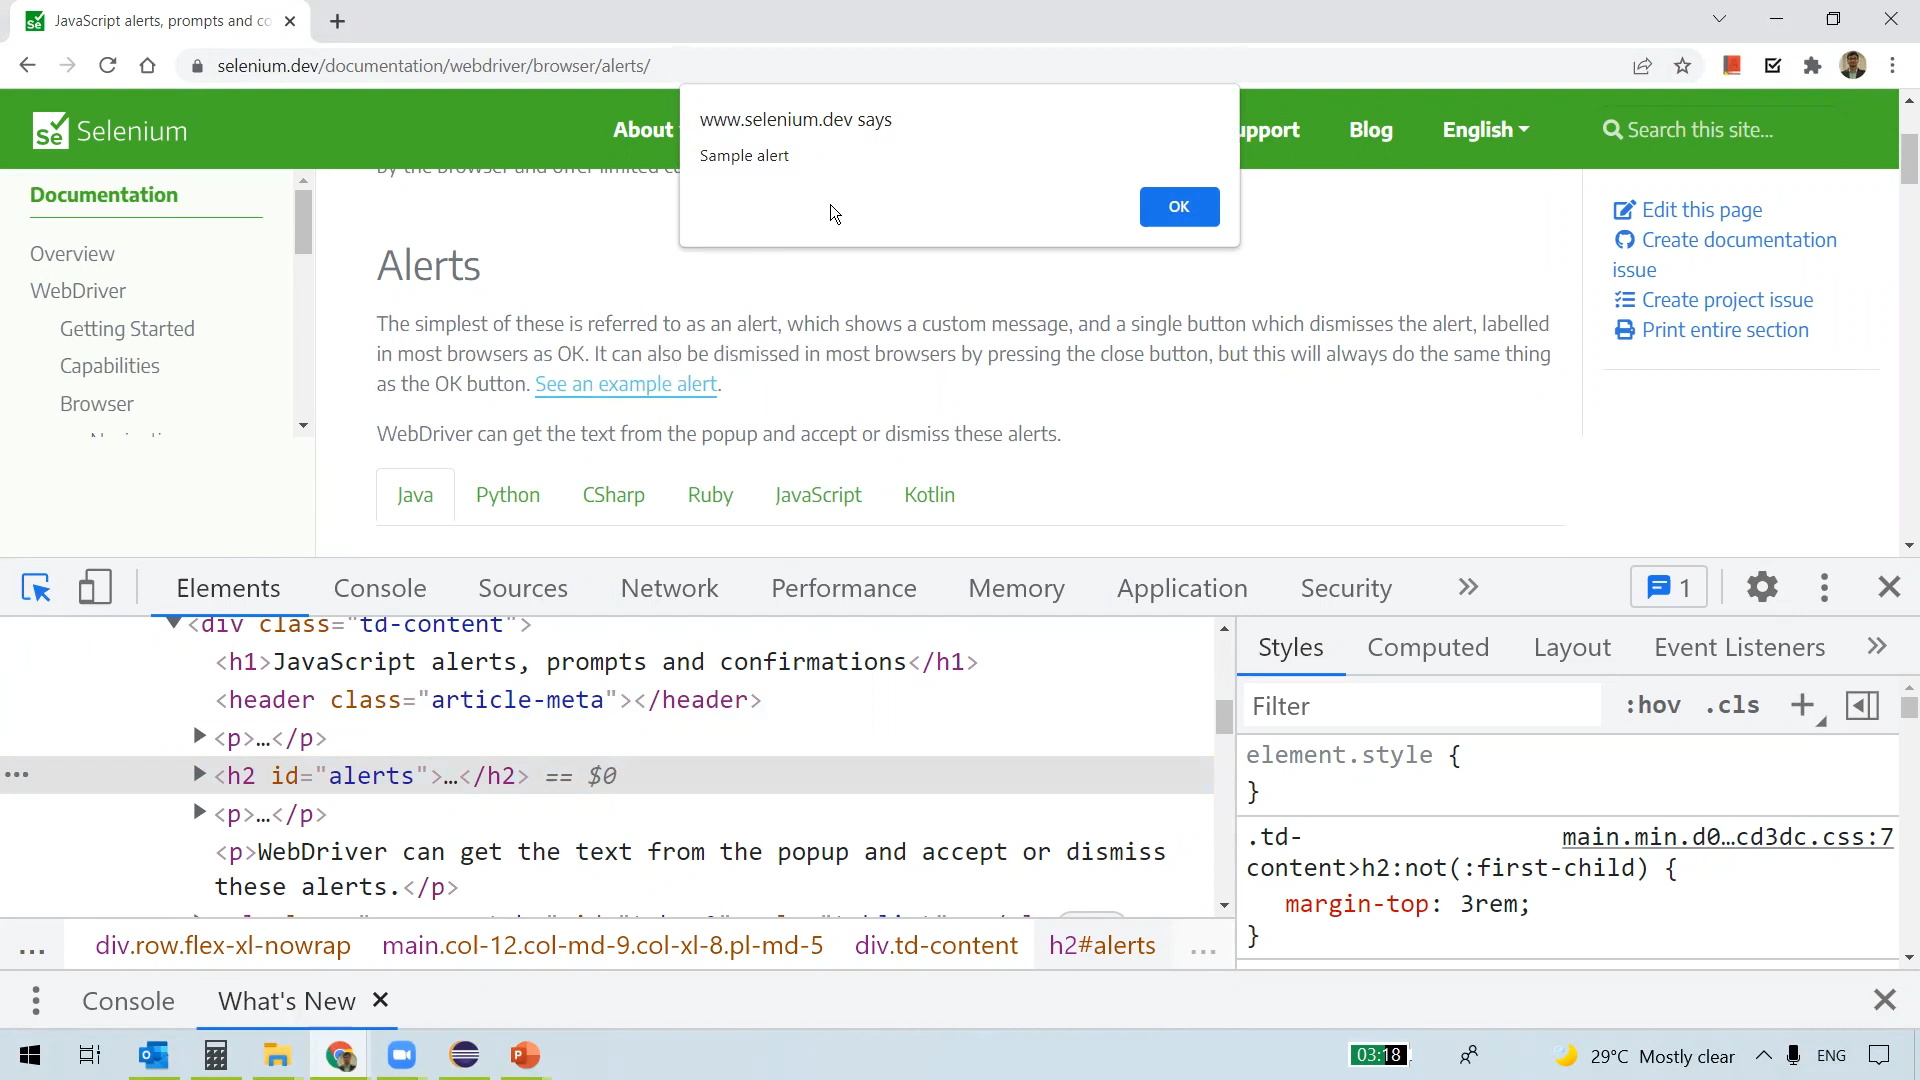 JavaScript alerts, prompts and co
selenium.dev/documentation/webdriver/browser/alerts/
Selenium
About
upport
Blog
English
Search this site...
www.selenium.dev says
Sample alert
OK
Documentation
Overview
WebDriver
Getting Started
Capabilities
Browser
Alerts
The simplest of these is referred to as an alert, which shows a custom message, and a single button which dismisses the alert, labelled
in most browsers as OK. It can also be dismissed in most browsers by pressing the close button, but this will always do the same thing
as the OK button. See an example alert.
WebDriver can get the text from the popup and accept or dismiss these alerts.
Java Python CSharp Ruby JavaScript Kotlin
Edit this page
Create documentation
issue
Create project issue
Print entire section
Elements Console Sources Network Performance Memory Application Security » 1
<div class="td-content">
<h1>JavaScript alerts, prompts and confirmations</h1>
<header class="article-meta"></header>
<p>…</p>
<h2 id="alerts">…</h2> == $0
<p>…</p>
<p>WebDriver can get the text from the popup and accept or dismiss
these alerts.</p>
... div.row.flex-xl-nowrap main.col-12.col-md-9.col-xl-8.pl-md-5 div.td-content h2#alerts ...
Styles Computed Layout Event Listeners »
Filter :hov .cls +
element.style {
}
.td- main.min.d0…cd3dc.css:7
content>h2:not(:first-child) {
margin-top: 3rem;
}
Console What's New
03:18
29°C Mostly clear
ENG